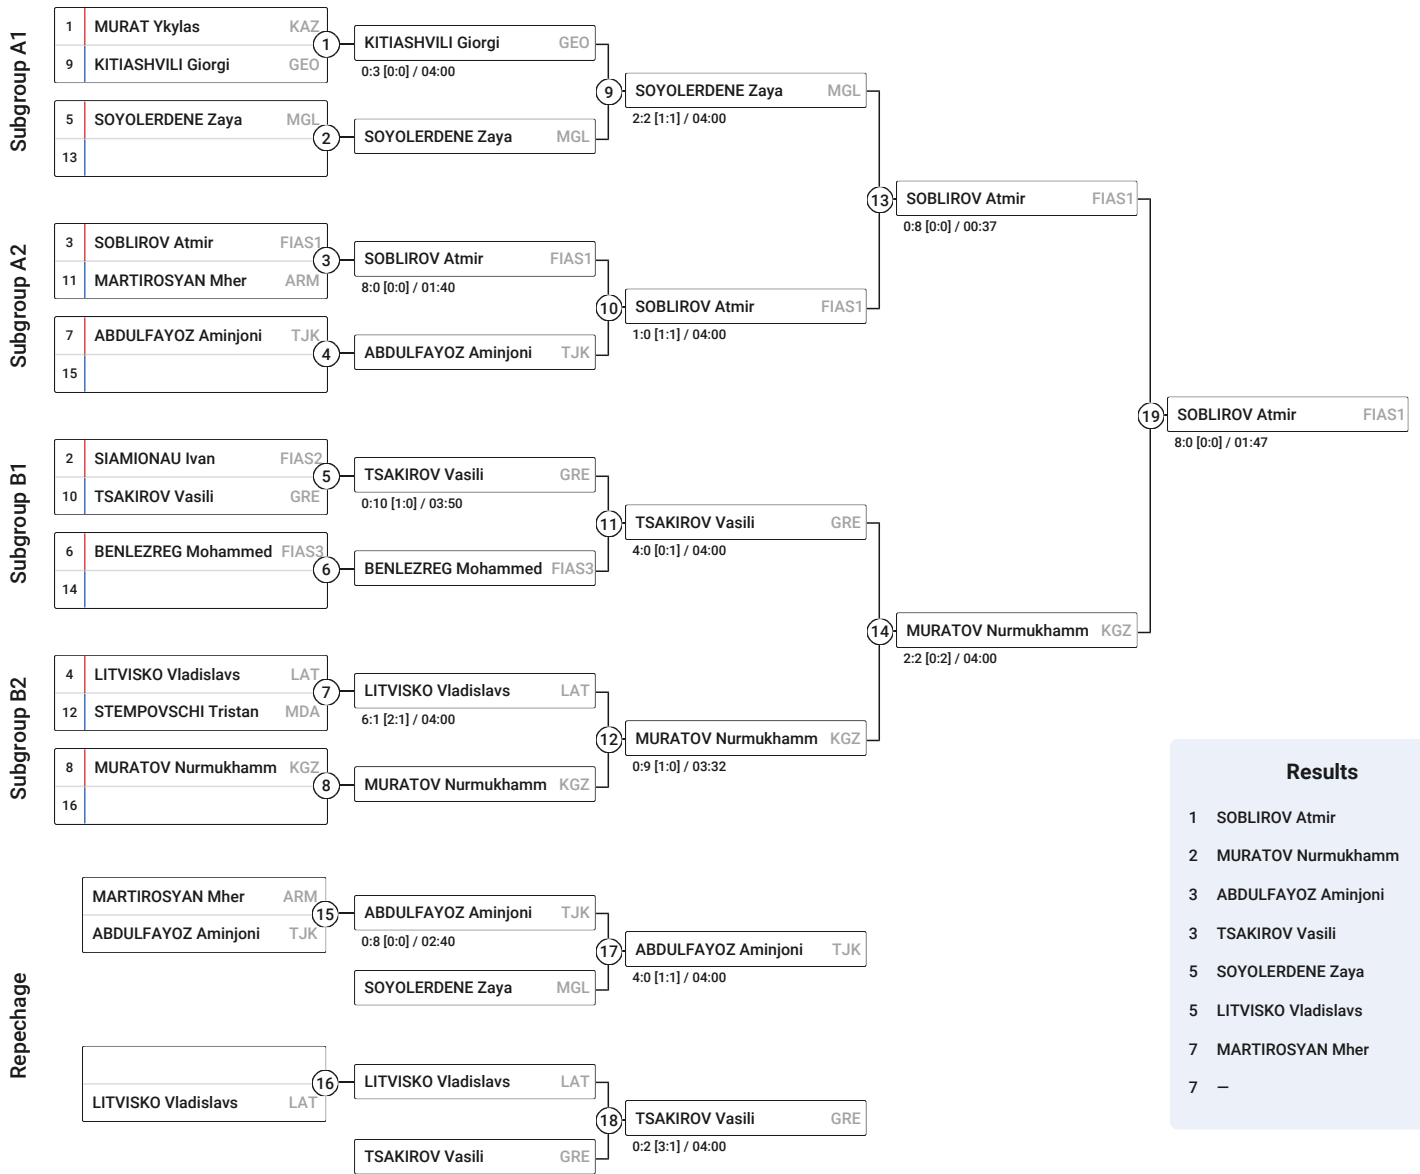 Subgroup A1
1 MURAT Ykylas KAZ
9 KITIASHVILI Giorgi GEO
1
5 SOYOLERDENE Zaya MGL
13
2
KITIASHVILI Giorgi GEO
0:3 [0:0] / 04:00
SOYOLERDENE Zaya MGL
9
SOYOLERDENE Zaya MGL
2:2 [1:1] / 04:00
Subgroup A2
3 SOBLIROV Atmir FIAS1
11 MARTIROSYAN Mher ARM
3
7 ABDULFAYOZ Aminjoni TJK
15
4
SOBLIROV Atmir FIAS1
8:0 [0:0] / 01:40
ABDULFAYOZ Aminjoni TJK
10
SOBLIROV Atmir FIAS1
1:0 [1:1] / 04:00
13
SOBLIROV Atmir FIAS1
0:8 [0:0] / 00:37
Subgroup B1
2 SIAMIONAU Ivan FIAS2
10 TSAKIROV Vasili GRE
5
6 BENLEZREG Mohammed FIAS3
14
6
TSAKIROV Vasili GRE
0:10 [1:0] / 03:50
BENLEZREG Mohammed FIAS3
11
TSAKIROV Vasili GRE
4:0 [0:1] / 04:00
Subgroup B2
4 LITVISKO Vladislavs LAT
12 STEMPOVSCHI Tristan MDA
7
8 MURATOV Nurmukhamm KGZ
16
8
LITVISKO Vladislavs LAT
6:1 [2:1] / 04:00
MURATOV Nurmukhamm KGZ
12
MURATOV Nurmukhamm KGZ
0:9 [1:0] / 03:32
14
MURATOV Nurmukhamm KGZ
2:2 [0:2] / 04:00
19
SOBLIROV Atmir FIAS1
8:0 [0:0] / 01:47
Repechage
MARTIROSYAN Mher ARM
ABDULFAYOZ Aminjoni TJK
15
ABDULFAYOZ Aminjoni TJK
0:8 [0:0] / 02:40
SOYOLERDENE Zaya MGL
17
ABDULFAYOZ Aminjoni TJK
4:0 [1:1] / 04:00
LITVISKO Vladislavs LAT
16
LITVISKO Vladislavs LAT
TSAKIROV Vasili GRE
18
TSAKIROV Vasili GRE
0:2 [3:1] / 04:00
Results
1 SOBLIROV Atmir
2 MURATOV Nurmukhamm
3 ABDULFAYOZ Aminjoni
3 TSAKIROV Vasili
5 SOYOLERDENE Zaya
5 LITVISKO Vladislavs
7 MARTIROSYAN Mher
7 —